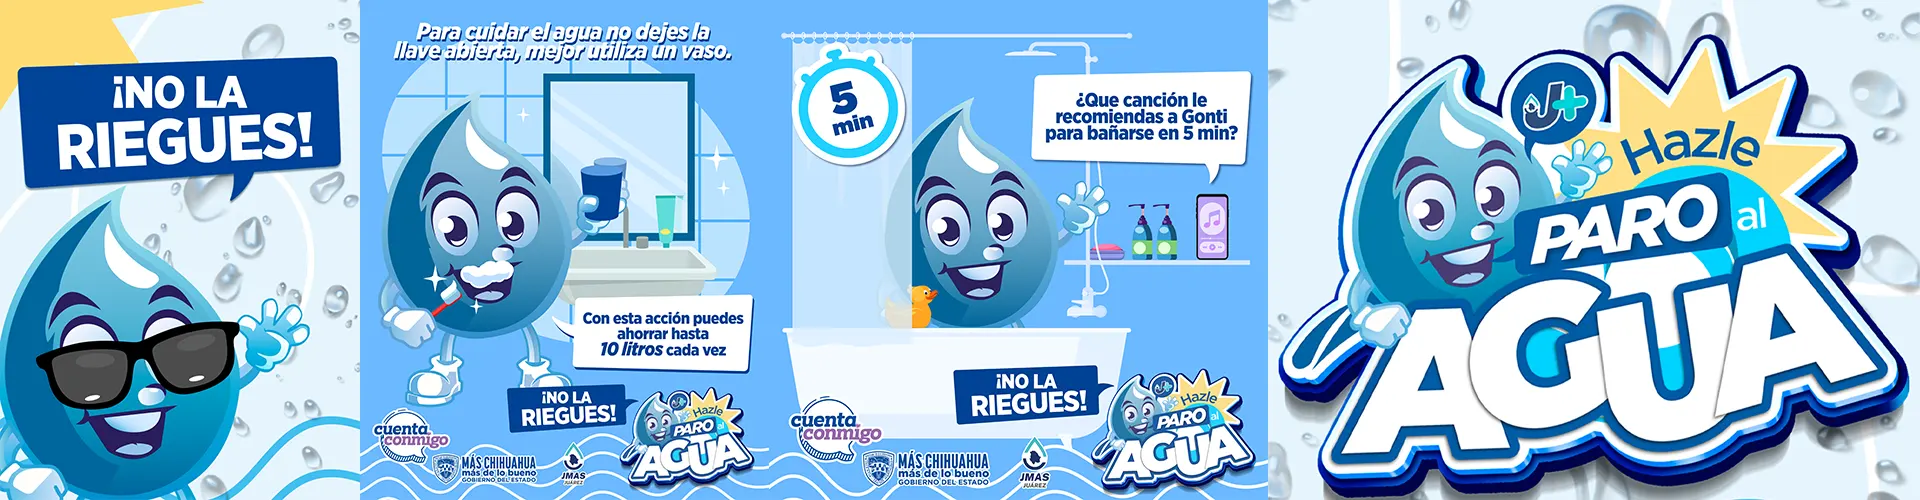 ¡NO LA
RIEGUES!
Para cuidar el agua no dejes la
llave abierta, mejor utiliza un vaso.
Con esta acción puedes
ahorrar hasta
10 litros cada vez
¡NO LA
RIEGUES!
cuenta
conmigo
MÁS CHIHUAHUA
más de lo bueno
GOBIERNO DEL ESTADO
JMAS
JUÁREZ
J+
Hazle
PARO al
AGUA
5
min
¿Que canción le
recomiendas a Gonti
para bañarse en 5 min?
¡NO LA
RIEGUES!
cuenta
conmigo
MÁS CHIHUAHUA
más de lo bueno
GOBIERNO DEL ESTADO
JMAS
JUÁREZ
J+
Hazle
PARO al
AGUA
J+
Hazle
PARO al
AGUA